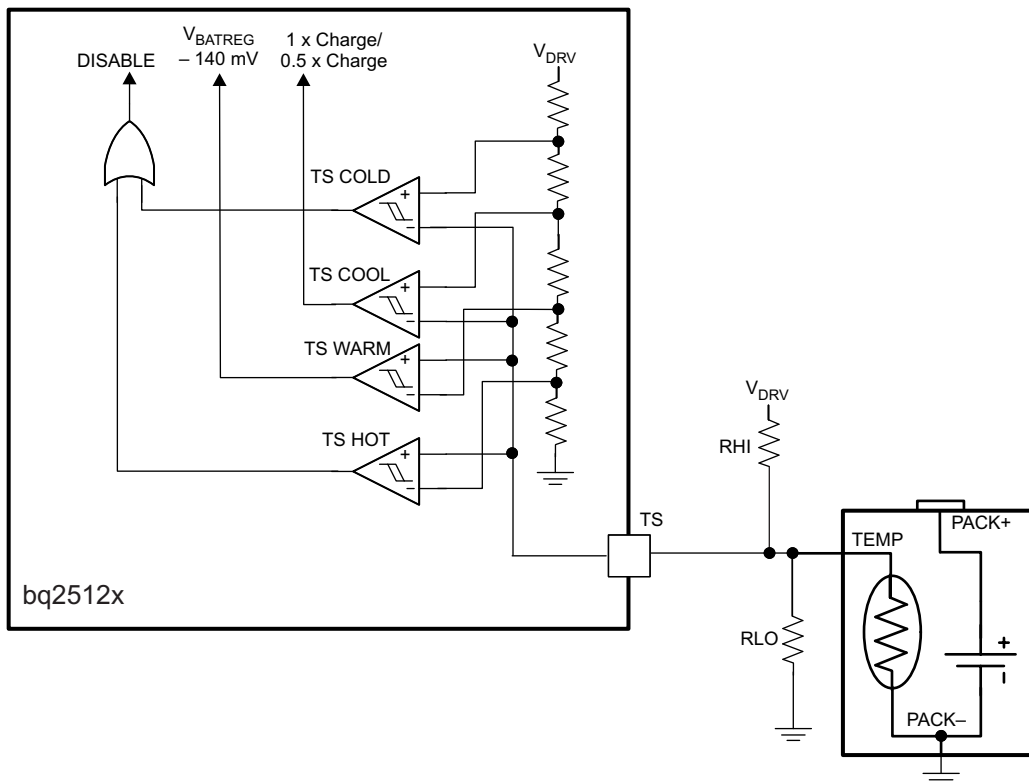 DISABLE
VBATREG
– 140 mV
1 x Charge/
0.5 x Charge
VDRV
TS COLD
+
–
TS COOL
+
–
TS WARM
+
–
TS HOT
+
–
bq2512x
TS
VDRV
RHI
RLO
TEMP
PACK+
+
–
PACK–